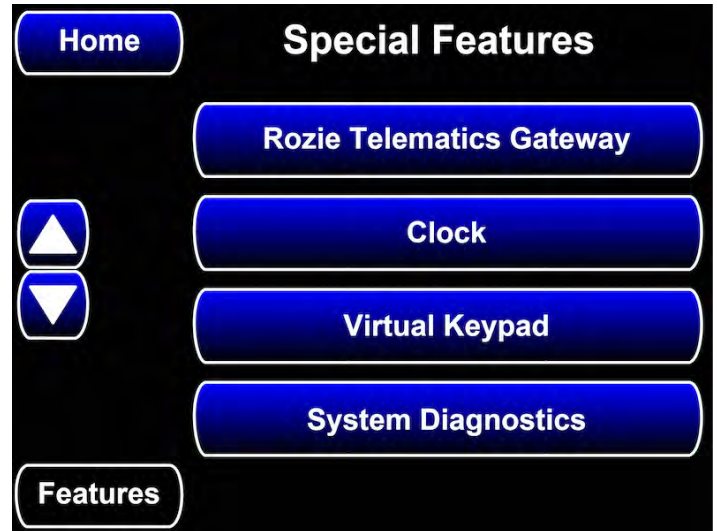 Home
Special Features
Rozie Telematics Gateway
Clock
Virtual Keypad
System Diagnostics
Features